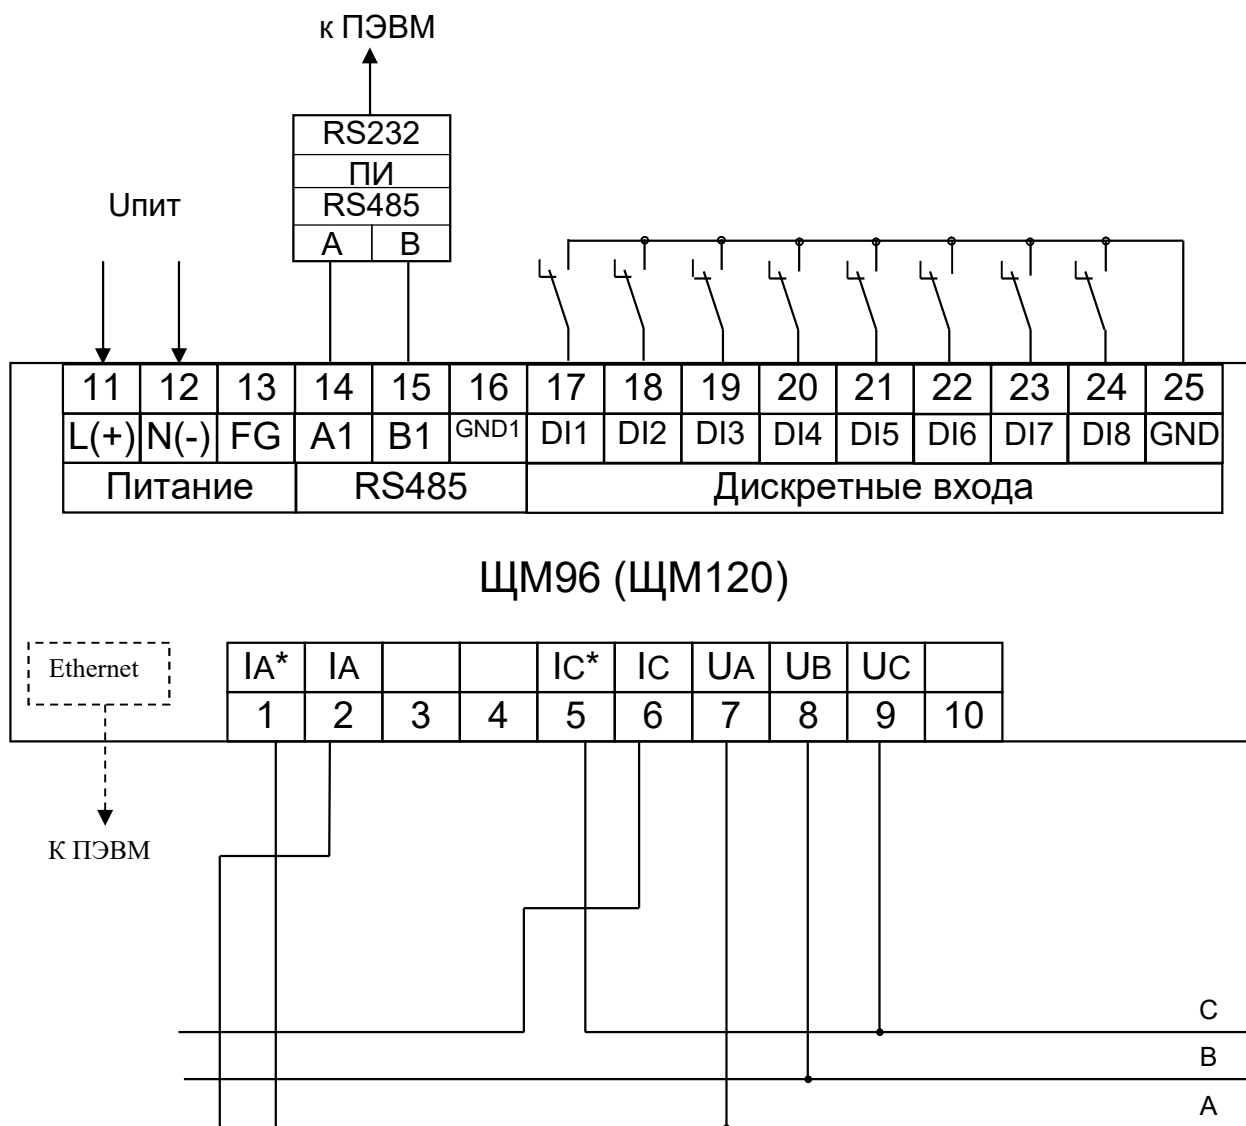 к ПЭВМ
RS232
ПИ
RS485
A B
Uпит
11 12 13 14 15 16 17 18 19 20 21 22 23 24 25
L(+) N(-) FG A1 B1 GND1 DI1 DI2 DI3 DI4 DI5 DI6 DI7 DI8 GND
Питание RS485 Дискретные входа
ЩМ96 (ЩМ120)
Ethernet
IA* IA IC* IC UA UB UC
1 2 3 4 5 6 7 8 9 10
К ПЭВМ
C
B
A